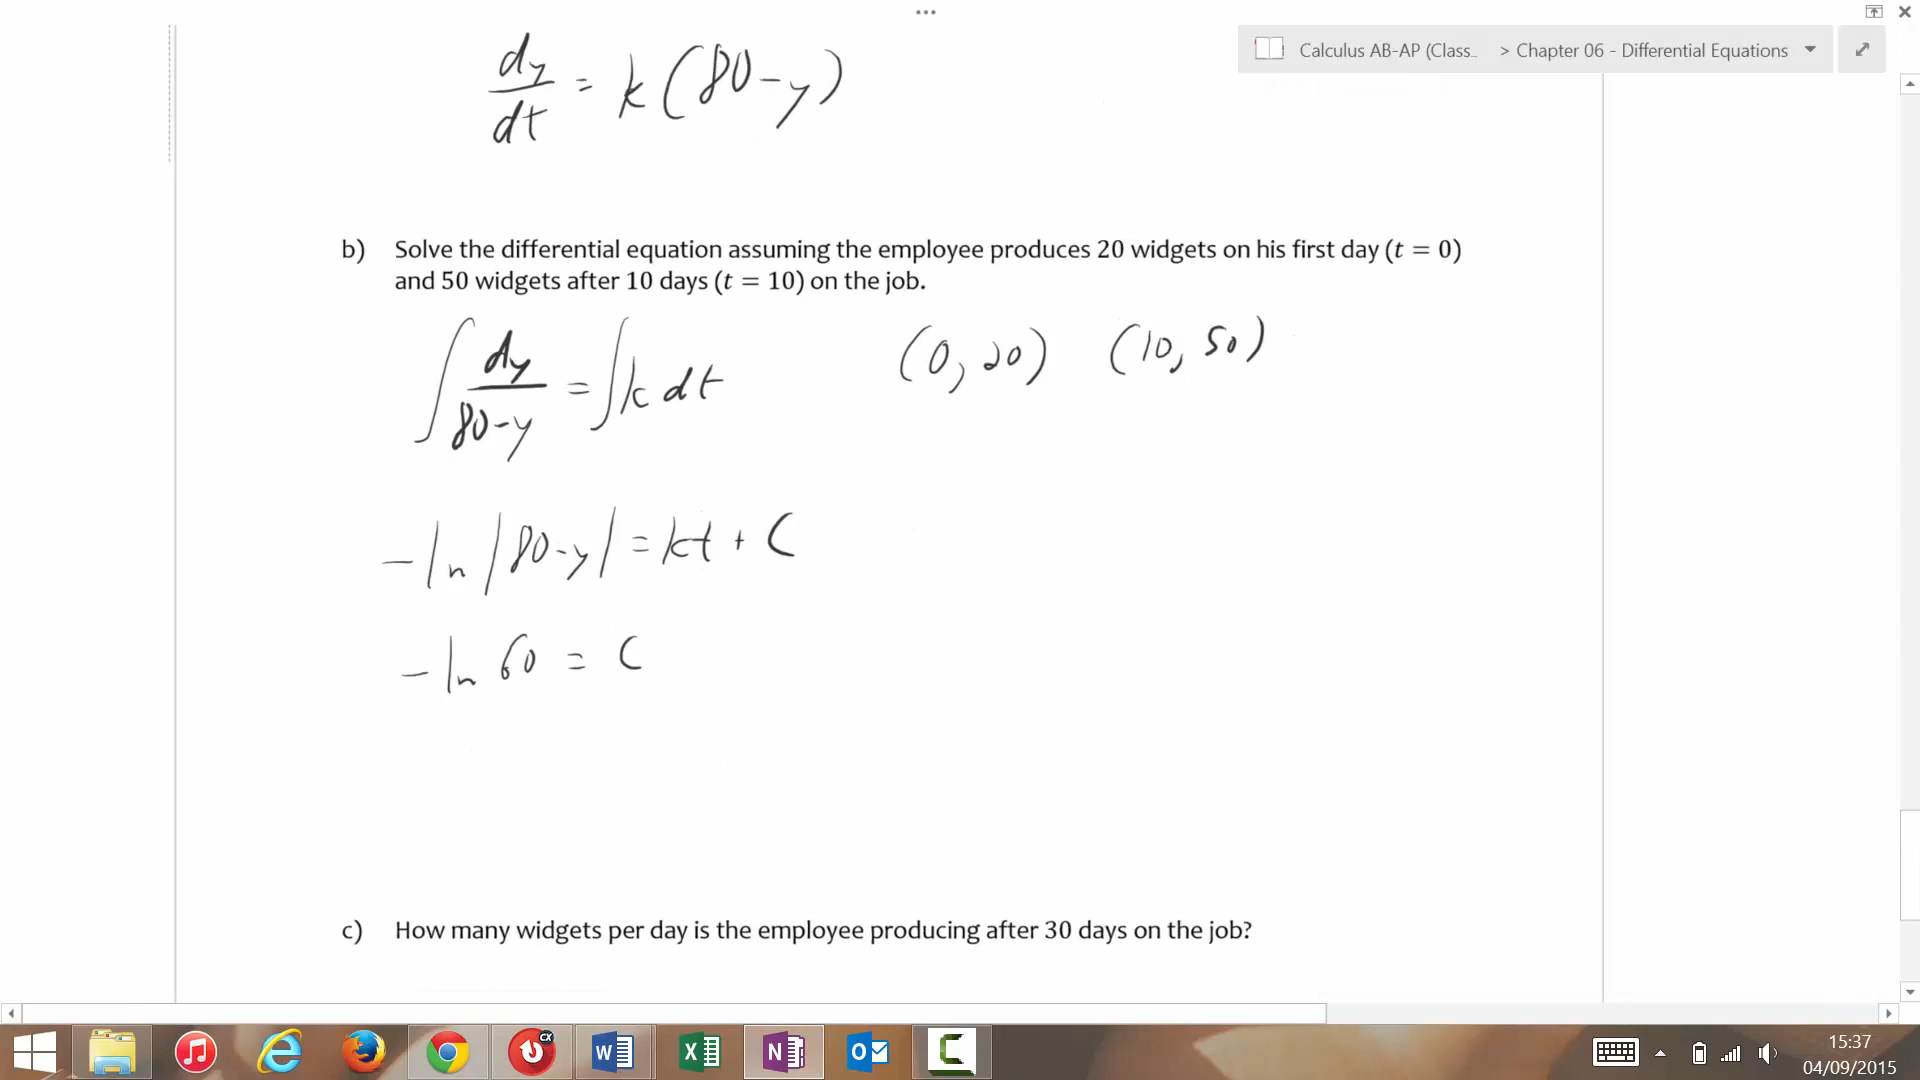 ...
Calculus AB-AP (Class.. > Chapter 06 - Differential Equations
dy/dt = k(80-y)
b) Solve the differential equation assuming the employee produces 20 widgets on his first day (t = 0)
and 50 widgets after 10 days (t = 10) on the job.
∫ dy/80-y = ∫ k dt (0, 20) (10, 50)
-ln|80-y| = kt + C
-ln 60 = C
c) How many widgets per day is the employee producing after 30 days on the job?
CX
W
X
N
O
C
15:37
04/09/2015